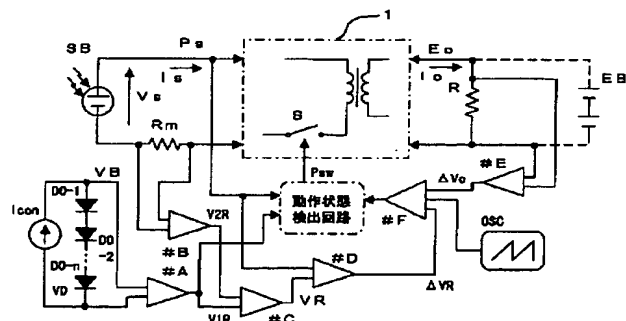 1
SB
Ps
Is
Vs
Rm
S
Psw
Eo
Io
R
EB
VB
Icon
DO-1
DO
-2
DO-n
VD
#B
#A
V2R
V1R
#C
動作状態
検出回路
#D
VR
ΔVR
#F
ΔVo
#E
OSC